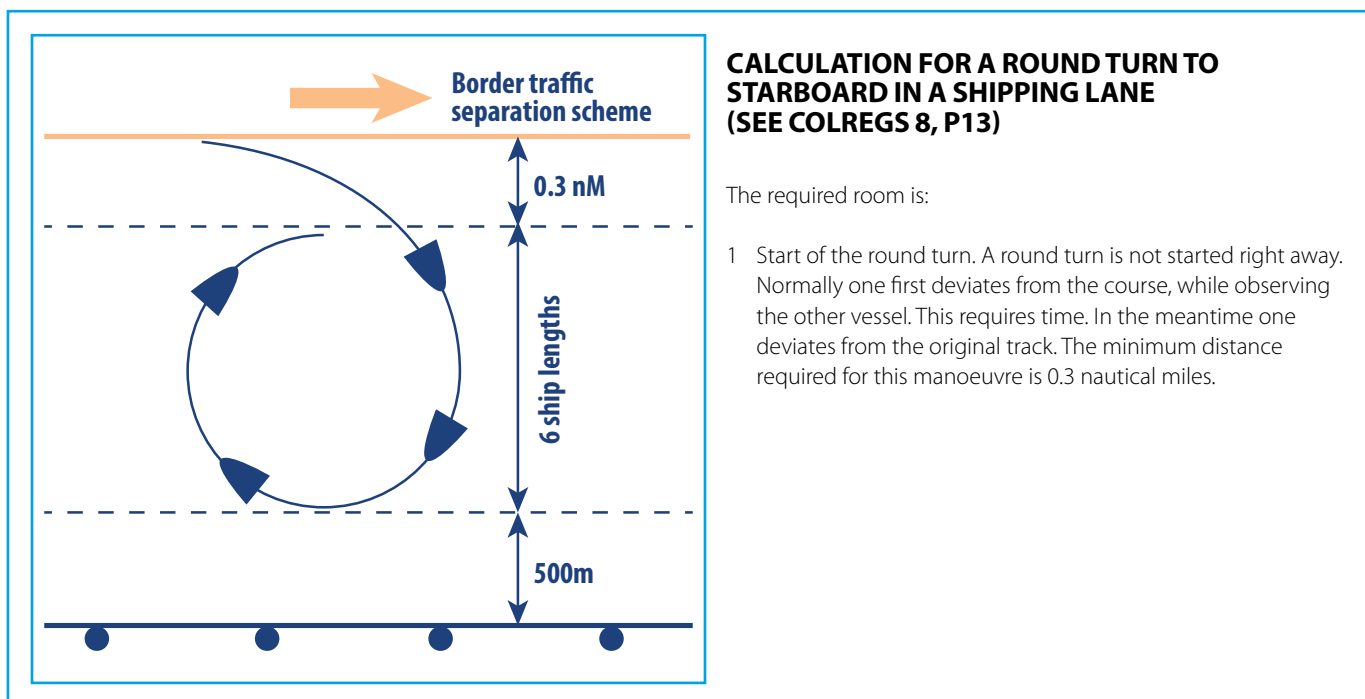 Border traffic
separation scheme
0.3 nM
6 ship lengths
500m
CALCULATION FOR A ROUND TURN TO
STARBOARD IN A SHIPPING LANE
(SEE COLREGS 8, P13)
The required room is:
1 Start of the round turn. A round turn is not started right away.
Normally one first deviates from the course, while observing
the other vessel. This requires time. In the meantime one
deviates from the original track. The minimum distance
required for this manoeuvre is 0.3 nautical miles.